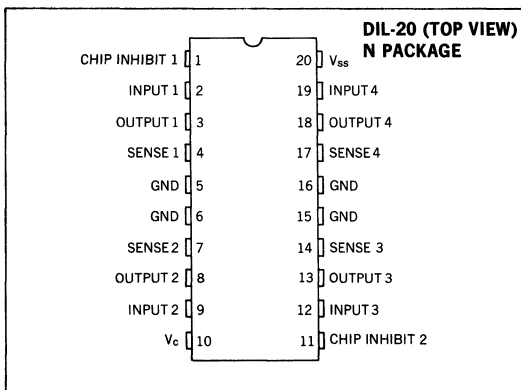 DIL-20 (TOP VIEW)
N PACKAGE
CHIP INHIBIT 1 1 20 Vss
INPUT 1 2 19 INPUT 4
OUTPUT 1 3 18 OUTPUT 4
SENSE 1 4 17 SENSE 4
GND 5 16 GND
GND 6 15 GND
SENSE 2 7 14 SENSE 3
OUTPUT 2 8 13 OUTPUT 3
INPUT 2 9 12 INPUT 3
Vc 10 11 CHIP INHIBIT 2